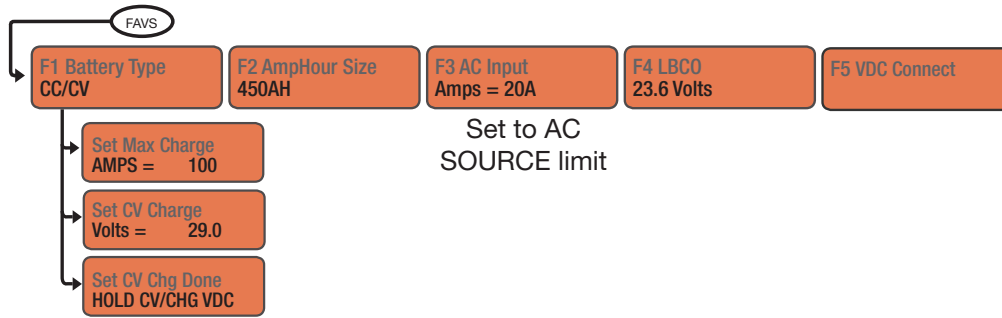 FAVS
F1 Battery Type
CC/CV
F2 AmpHour Size
450AH
F3 AC Input
Amps = 20A
F4 LBCO
23.6 Volts
F5 VDC Connect
Set to AC
SOURCE limit
Set Max Charge
AMPS = 100
Set CV Charge
Volts = 29.0
Set CV Chg Done
HOLD CV/CHG VDC